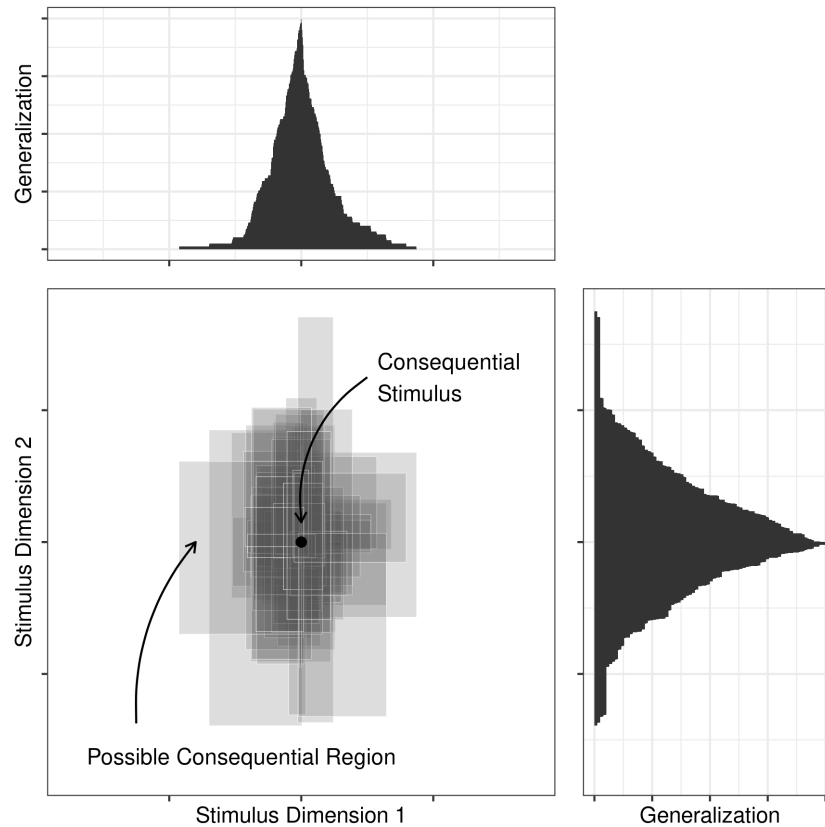 Generalization
Consequential
Stimulus
Stimulus Dimension 2
Possible Consequential Region
Stimulus Dimension 1
Generalization